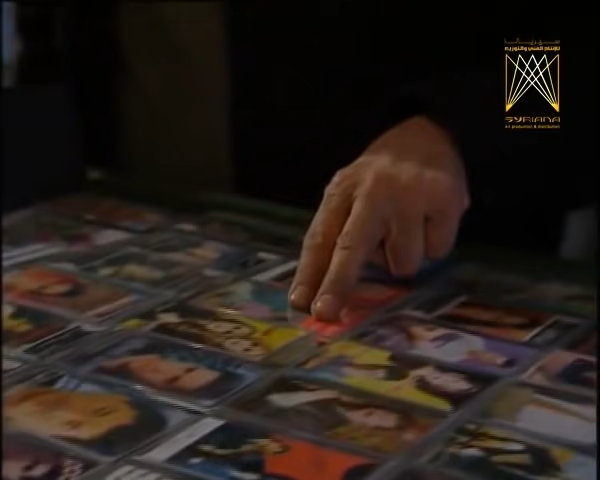 سيريانا
للإنتاج الفني والتوزيع
SYRIANA
art production & distribution